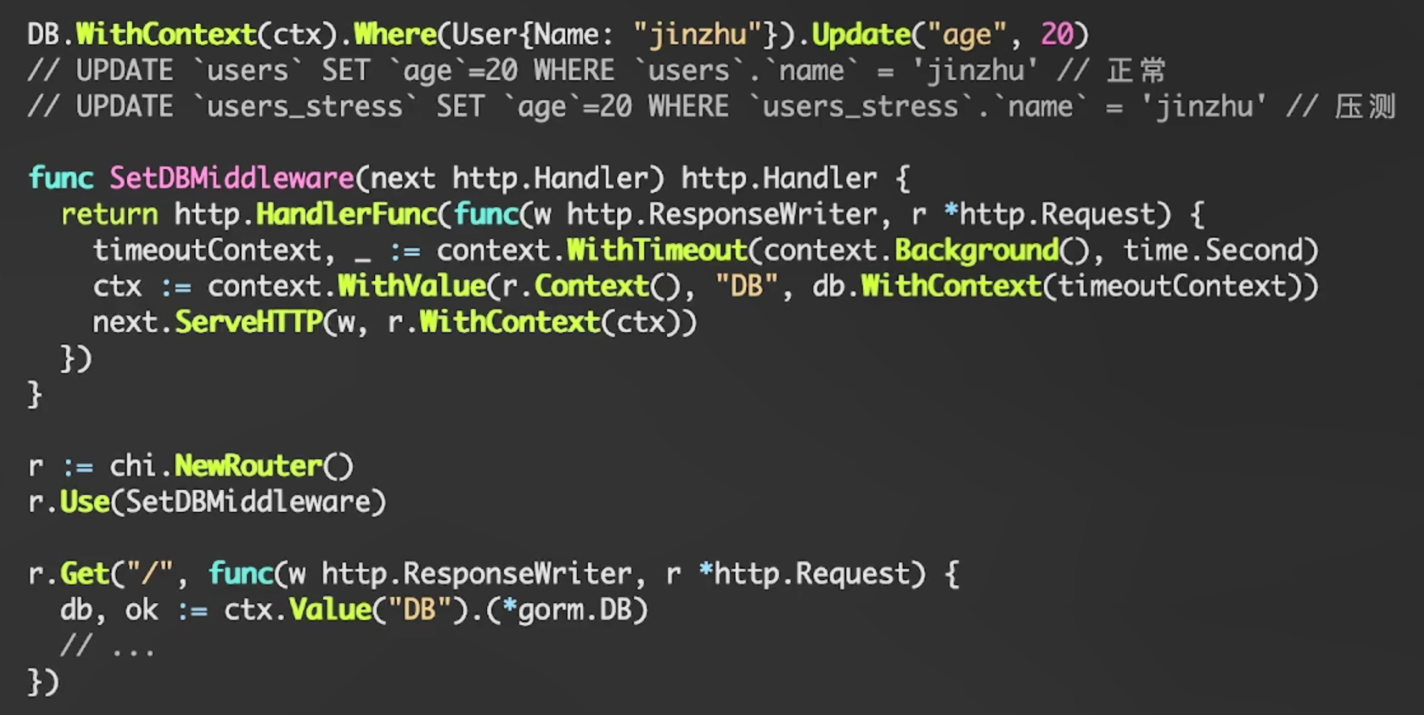 DB.WithContext(ctx).Where(User{Name: "jinzhu"}).Update("age", 20)
// UPDATE `users` SET `age`=20 WHERE `users`.`name` = 'jinzhu' // 正常
// UPDATE `users_stress` SET `age`=20 WHERE `users_stress`.`name` = 'jinzhu' // 压测

func SetDBMiddleware(next http.Handler) http.Handler {
  return http.HandlerFunc(func(w http.ResponseWriter, r *http.Request) {
    timeoutContext, _ := context.WithTimeout(context.Background(), time.Second)
    ctx := context.WithValue(r.Context(), "DB", db.WithContext(timeoutContext))
    next.ServeHTTP(w, r.WithContext(ctx))
  })
}

r := chi.NewRouter()
r.Use(SetDBMiddleware)

r.Get("/", func(w http.ResponseWriter, r *http.Request) {
  db, ok := ctx.Value("DB").(*gorm.DB)
  // ...
})